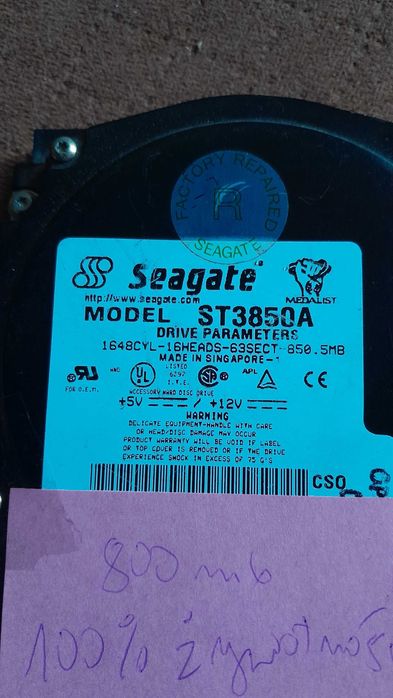 FACTORY REPAIRED
R
SEAGATE
Seagate
http://www.seagate.com
MEDALIST
MODEL ST3850A
DRIVE PARAMETERS
1648CYL-16HEADS-63SECT-850.5MB
MADE IN SINGAPORE-1
LISTED
I.T.E.
FOR O.E.M.
ACCESSORY HARD DISC DRIVE
+5V / +12V
WARNING
DELICATE EQUIPMENT-HANDLE WITH CARE
OR HEAD/DISC DAMAGE MAY OCCUR
PRODUCT WARRANTY WILL BE VOID IF LABEL
OR TOP COVER IS REMOVED OR IF THE DRIVE
EXPERIENCE SHOCK IN EXCESS OF 75 G'S
CSO
800 mb
100% żywotnoś